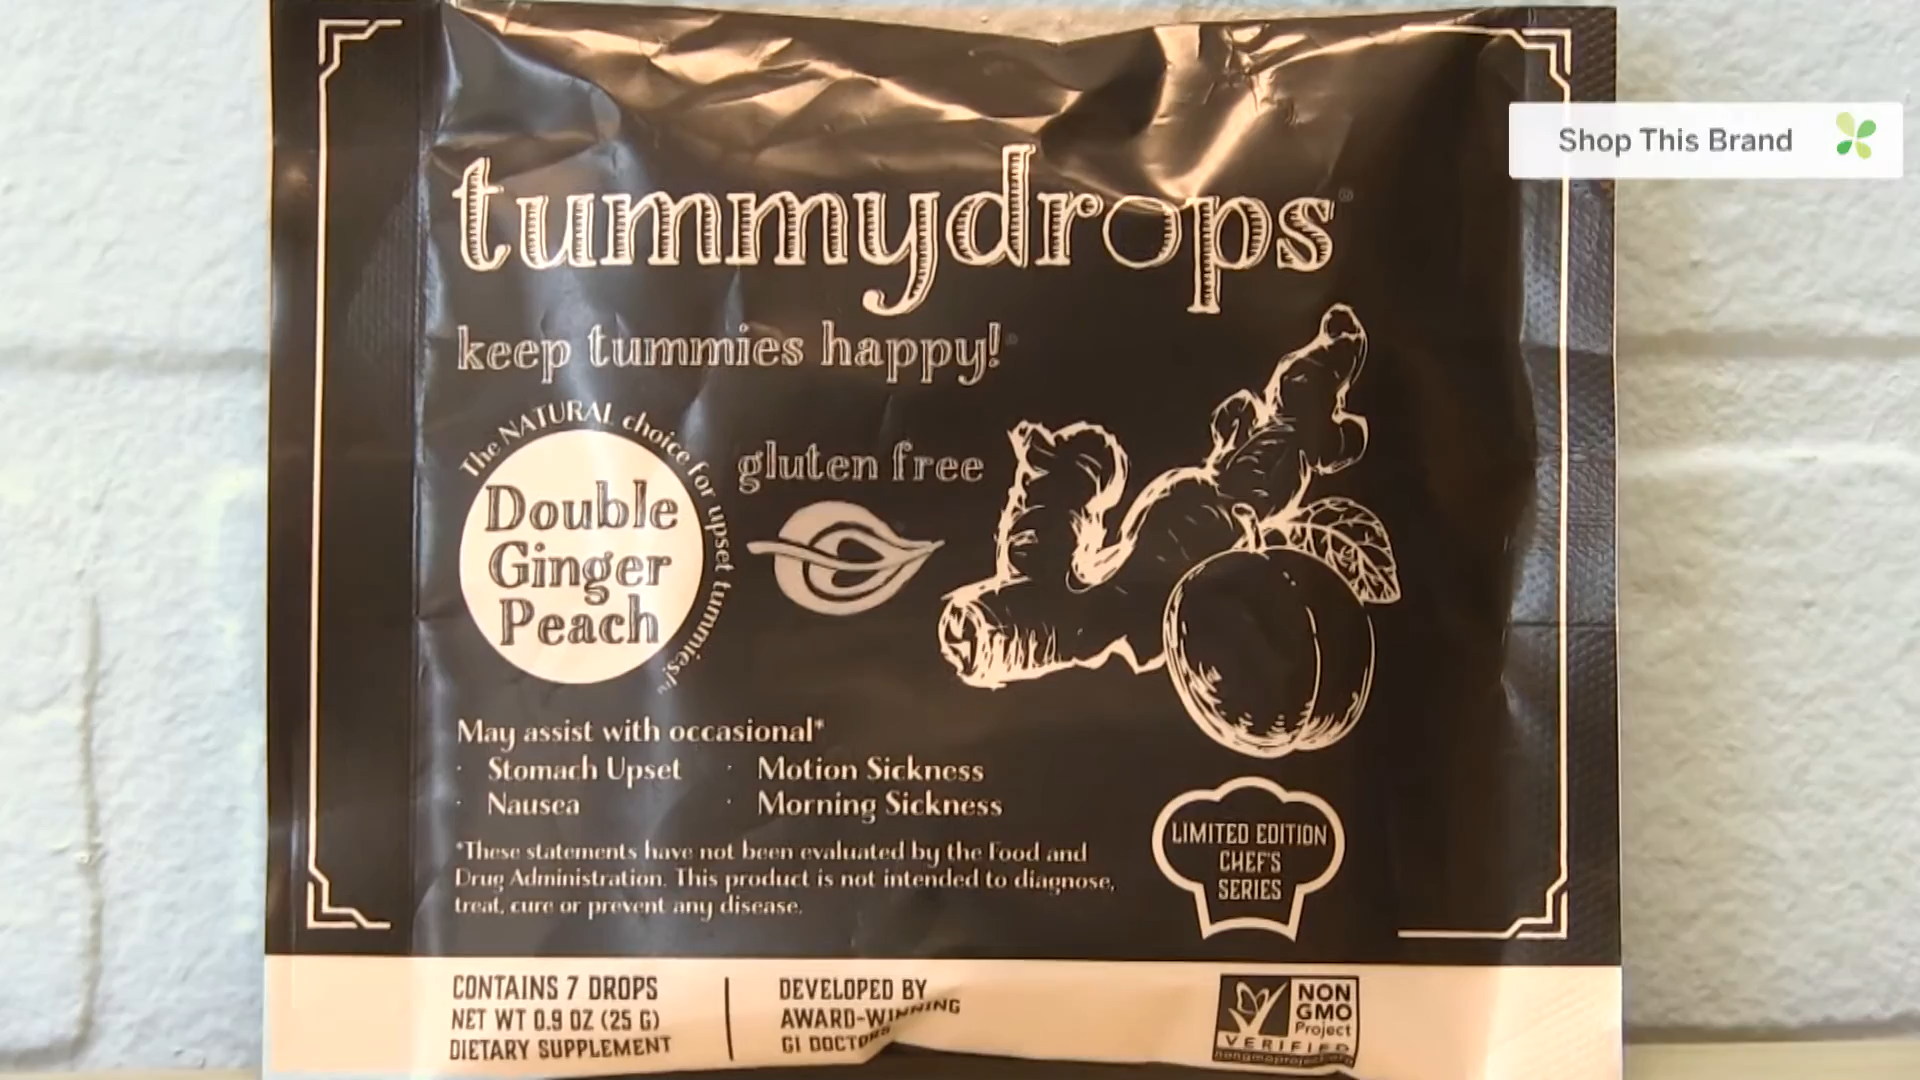 Shop This Brand
tummydrops®
keep tummies happy!®
The NATURAL choice for upset tummies!™
Double
Ginger
Peach
gluten free
May assist with occasional*
· Stomach Upset
· Nausea
· Motion Sickness
· Morning Sickness
*These statements have not been evaluated by the Food and
Drug Administration. This product is not intended to diagnose,
treat, cure or prevent any disease.
LIMITED EDITION
CHEF'S
SERIES
CONTAINS 7 DROPS
NET WT 0.9 OZ (25 G)
DIETARY SUPPLEMENT
DEVELOPED BY
AWARD-WINNING
GI DOCTORS
NON
GMO
Project
VERIFIED
nongmoproject.org